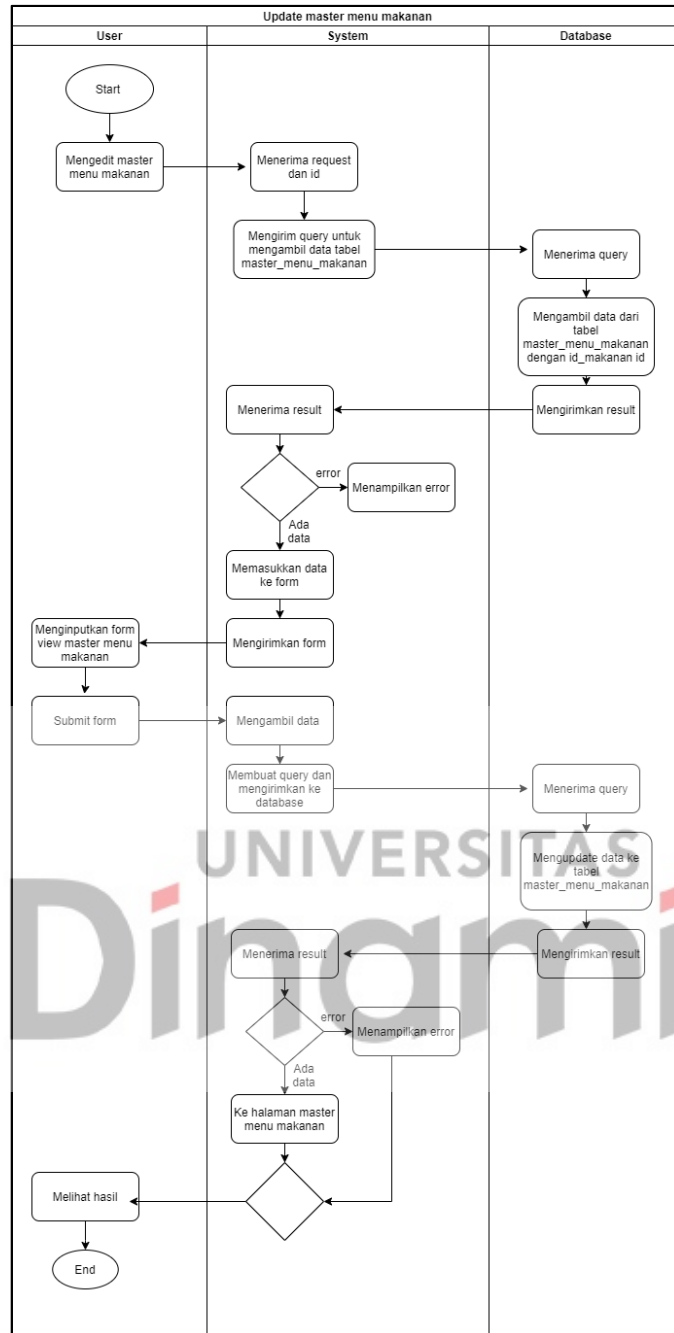 Update master menu makanan
User
System
Database
Start
Mengedit master
menu makanan
Menerima request
dan id
Mengirim query untuk
mengambil data tabel
master_menu_makanan
Menerima query
Mengambil data dari
tabel
master_menu_makanan
dengan id_makanan id
Menerima result
Mengirimkan result
error
Menampilkan error
Ada
data
Memasukkan data
ke form
Menginputkan form
view master menu
makanan
Mengirimkan form
Submit form
Mengambil data
Membuat query dan
mengirimkan ke
database
Menerima query
UNIVERSITAS
Mengupdate data ke
tabel
master_menu_makanan
Dinami
Menerima result
Mengirimkan result
error
Menampilkan error
Ada
data
Ke halaman master
menu makanan
Melihat hasil
End